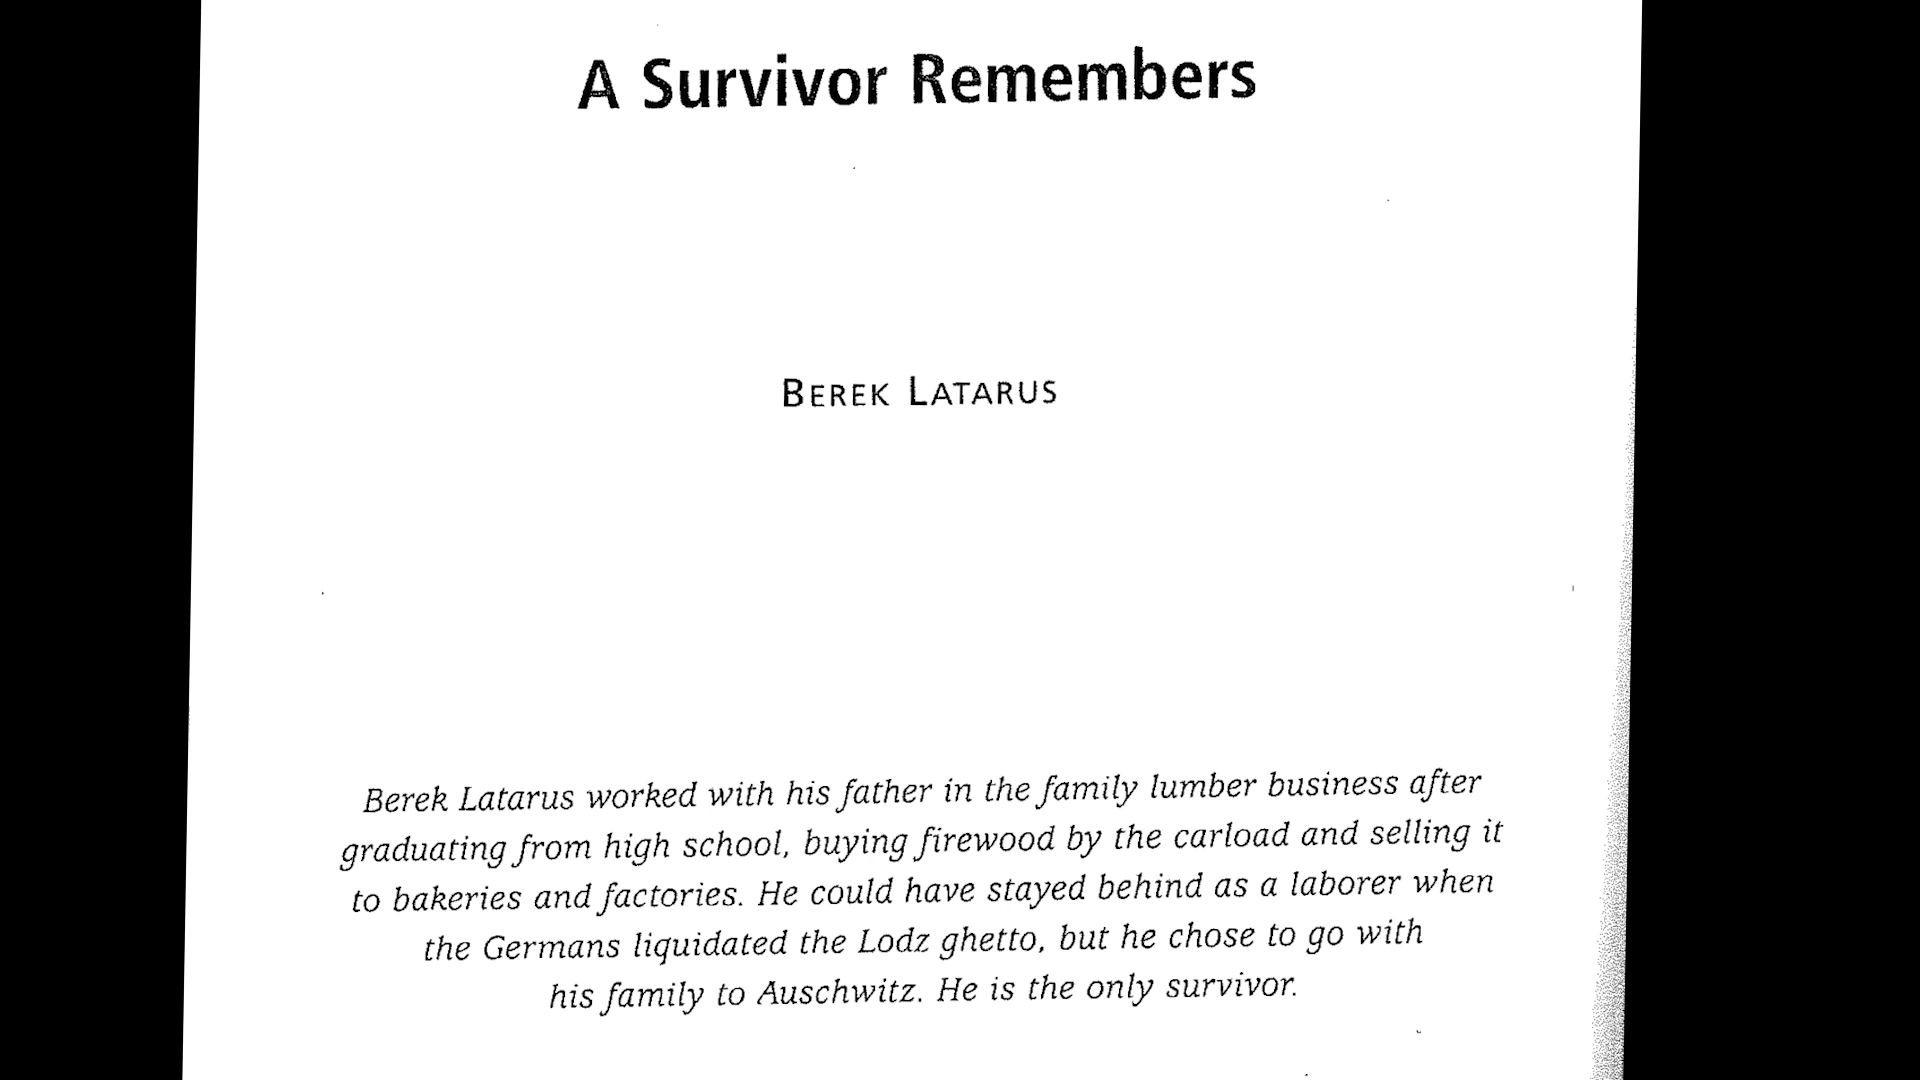 A Survivor Remembers
BEREK LATARUS
Berek Latarus worked with his father in the family lumber business after
graduating from high school, buying firewood by the carload and selling it
to bakeries and factories. He could have stayed behind as a laborer when
the Germans liquidated the Lodz ghetto, but he chose to go with
his family to Auschwitz. He is the only survivor.